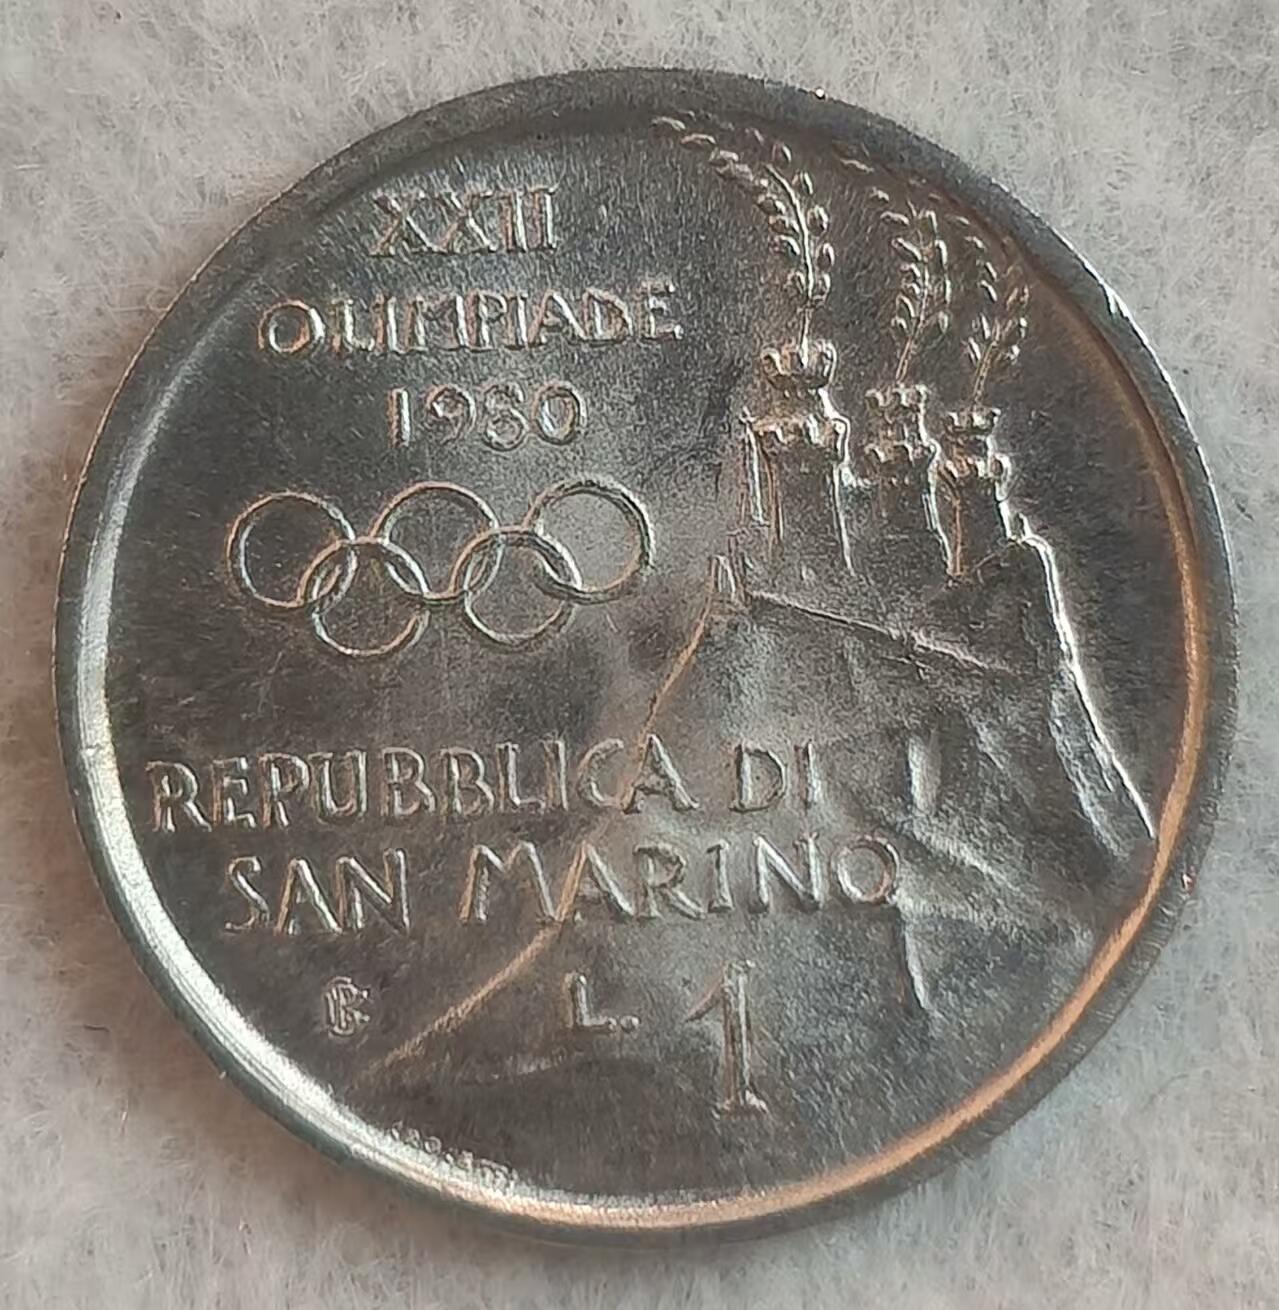 XXII
OLIMPIADE
1980
REPUBBLICA DI
SAN MARINO
R L. 1